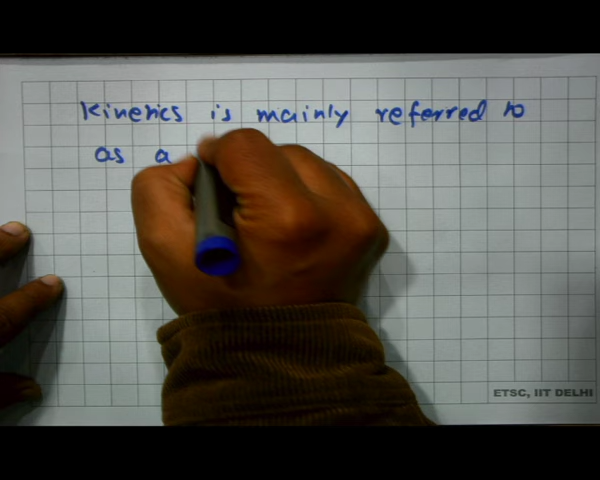 Kinetics is mainly referred to
as a
ETSC, IIT DELHI